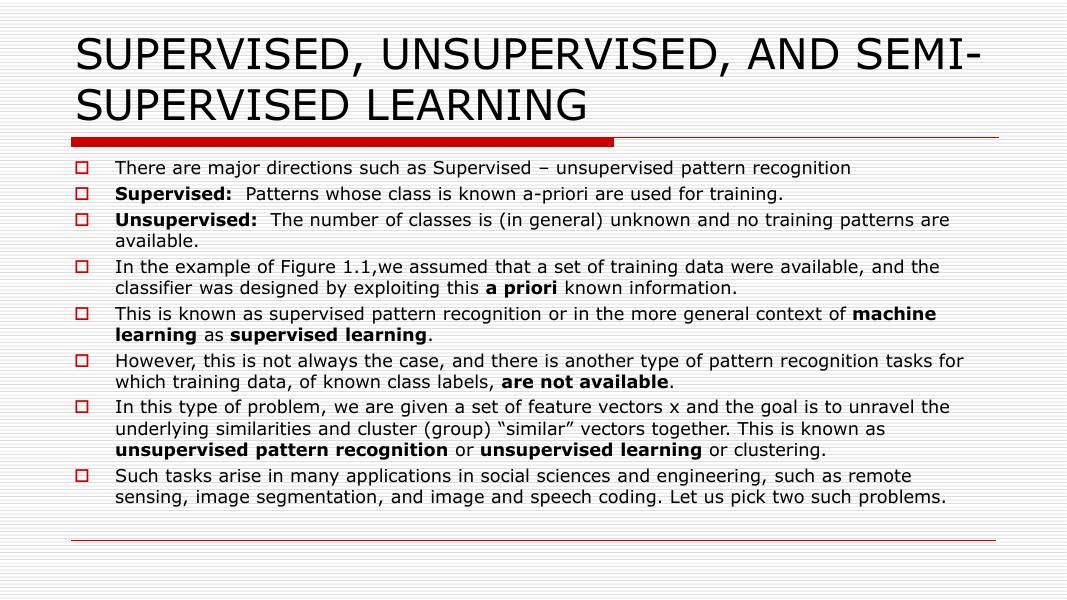 SUPERVISED, UNSUPERVISED, AND SEMI-
SUPERVISED LEARNING
There are major directions such as Supervised – unsupervised pattern recognition
Supervised: Patterns whose class is known a-priori are used for training.
Unsupervised: The number of classes is (in general) unknown and no training patterns are
available.
In the example of Figure 1.1,we assumed that a set of training data were available, and the
classifier was designed by exploiting this a priori known information.
This is known as supervised pattern recognition or in the more general context of machine
learning as supervised learning.
However, this is not always the case, and there is another type of pattern recognition tasks for
which training data, of known class labels, are not available.
In this type of problem, we are given a set of feature vectors x and the goal is to unravel the
underlying similarities and cluster (group) “similar” vectors together. This is known as
unsupervised pattern recognition or unsupervised learning or clustering.
Such tasks arise in many applications in social sciences and engineering, such as remote
sensing, image segmentation, and image and speech coding. Let us pick two such problems.